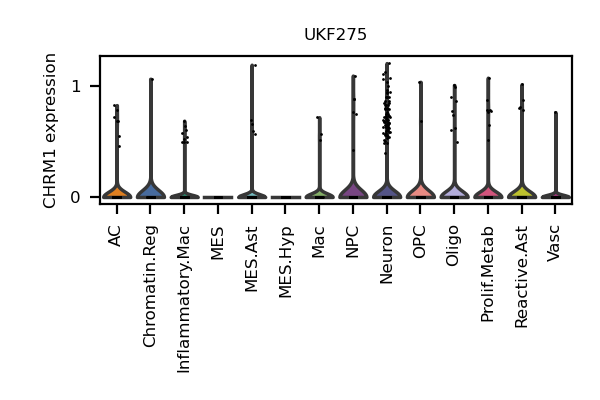 UKF275
CHRM1 expression
1
0
AC
Chromatin.Reg
Inflammatory.Mac
MES
MES.Ast
MES.Hyp
Mac
NPC
Neuron
OPC
Oligo
Prolif.Metab
Reactive.Ast
Vasc